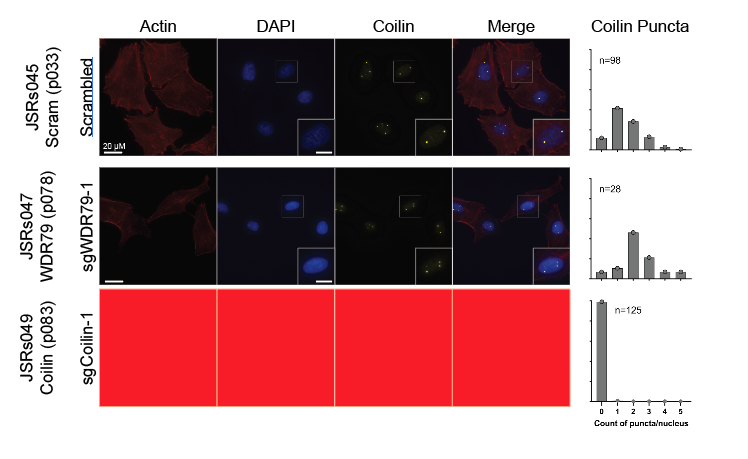 Actin DAPI Coilin Merge Coilin Puncta
JSRs045
Scram (p033)
Scrambled
20 µM
n=98
JSRs047
WDR79 (p078)
sgWDR79-1
n=28
JSRs049
Coilin (p083)
sgCoilin-1
n=125
0 1 2 3 4 5
Count of puncta/nucleus